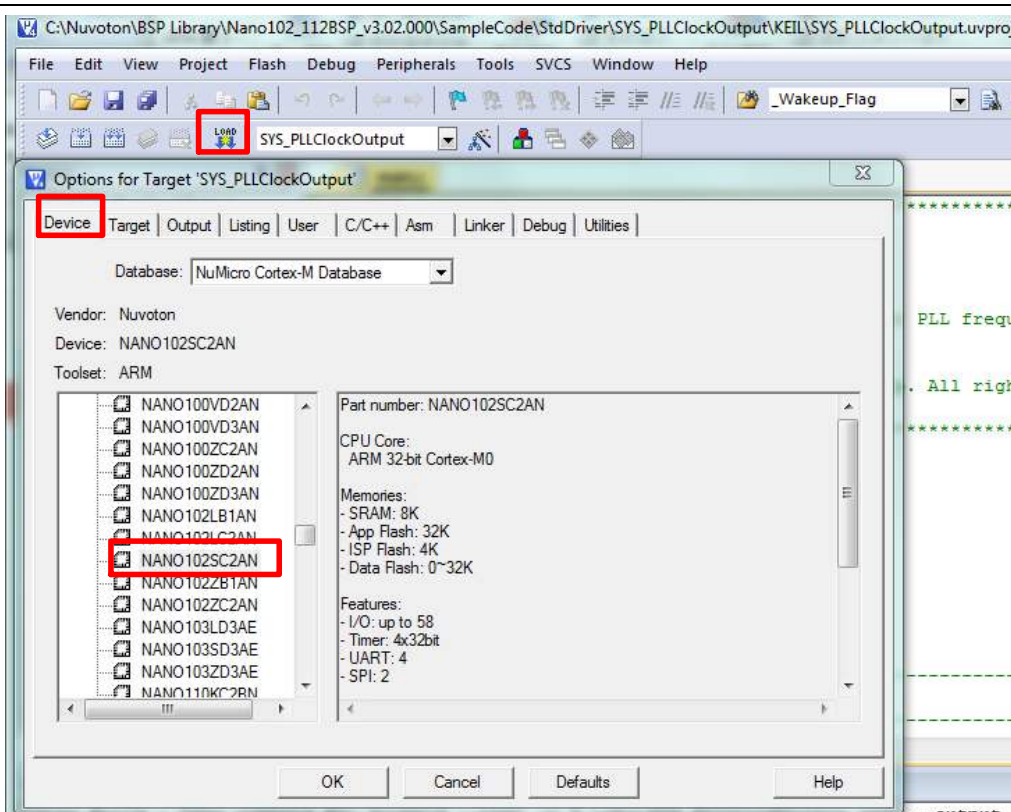 C:\Nuvoton\BSP Library\Nano102_112BSP_v3.02.000\SampleCode\StdDriver\SYS_PLLClockOutput\KEIL\SYS_PLLClockOutput.uvproj
File Edit View Project Flash Debug Peripherals Tools SVCS Window Help
_Wakeup_Flag
LOAD
SYS_PLLClockOutput
Options for Target 'SYS_PLLClockOutput'
Device Target Output Listing User C/C++ Asm Linker Debug Utilities
**********
Database: NuMicro Cortex-M Database
Vendor: Nuvoton
PLL frequ
Device: NANO102SC2AN
Toolset: ARM
. All righ
**********
NANO100VD2AN
NANO100VD3AN
NANO100ZC2AN
NANO100ZD2AN
NANO100ZD3AN
NANO102LB1AN
NANO102LC2AN
NANO102SC2AN
NANO102ZB1AN
NANO102ZC2AN
NANO103LD3AE
NANO103SD3AE
NANO103ZD3AE
NANO110KC2BN
Part number: NANO102SC2AN
CPU Core:
ARM 32-bit Cortex-M0
Memories:
- SRAM: 8K
- App Flash: 32K
- ISP Flash: 4K
- Data Flash: 0~32K
Features:
- I/O: up to 58
- Timer: 4x32bit
- UART: 4
- SPI: 2
OK Cancel Defaults Help